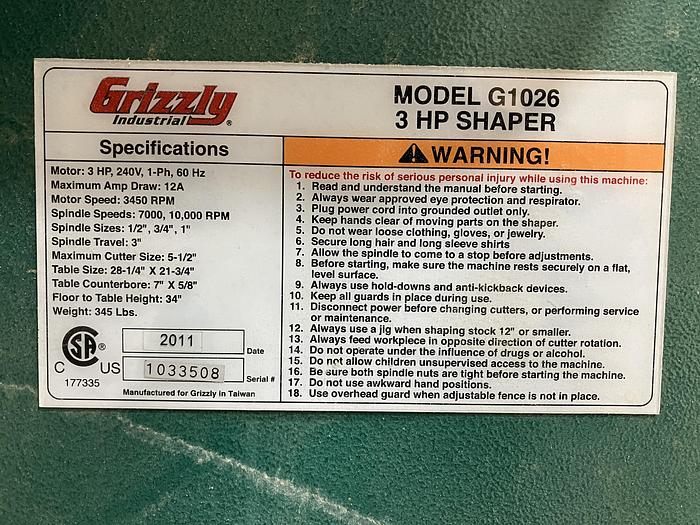 Grizzly
Industrial ®
MODEL G1026
3 HP SHAPER
Specifications
Motor: 3 HP, 240V, 1-Ph, 60 Hz
Maximum Amp Draw: 12A
Motor Speed: 3450 RPM
Spindle Speeds: 7000, 10,000 RPM
Spindle Sizes: 1/2", 3/4", 1"
Spindle Travel: 3"
Maximum Cutter Size: 5-1/2"
Table Size: 28-1/4" X 21-3/4"
Table Counterbore: 7" X 5/8"
Floor to Table Height: 34"
Weight: 345 Lbs.
SA ®
C US
177335
2011
Date
1033508
Serial #
Manufactured for Grizzly in Taiwan
WARNING!
To reduce the risk of serious personal injury while using this machine:
1. Read and understand the manual before starting.
2. Always wear approved eye protection and respirator.
3. Plug power cord into grounded outlet only.
4. Keep hands clear of moving parts on the shaper.
5. Do not wear loose clothing, gloves, or jewelry.
6. Secure long hair and long sleeve shirts
7. Allow the spindle to come to a stop before adjustments.
8. Before starting, make sure the machine rests securely on a flat,
level surface.
9. Always use hold-downs and anti-kickback devices.
10. Keep all guards in place during use.
11. Disconnect power before changing cutters, or performing service
or maintenance.
12. Always use a jig when shaping stock 12" or smaller.
13. Always feed workpiece in opposite direction of cutter rotation.
14. Do not operate under the influence of drugs or alcohol.
15. Do not allow children unsupervised access to the machine.
16. Be sure both spindle nuts are tight before starting the machine.
17. Do not use awkward hand positions.
18. Use overhead guard when adjustable fence is not in place.